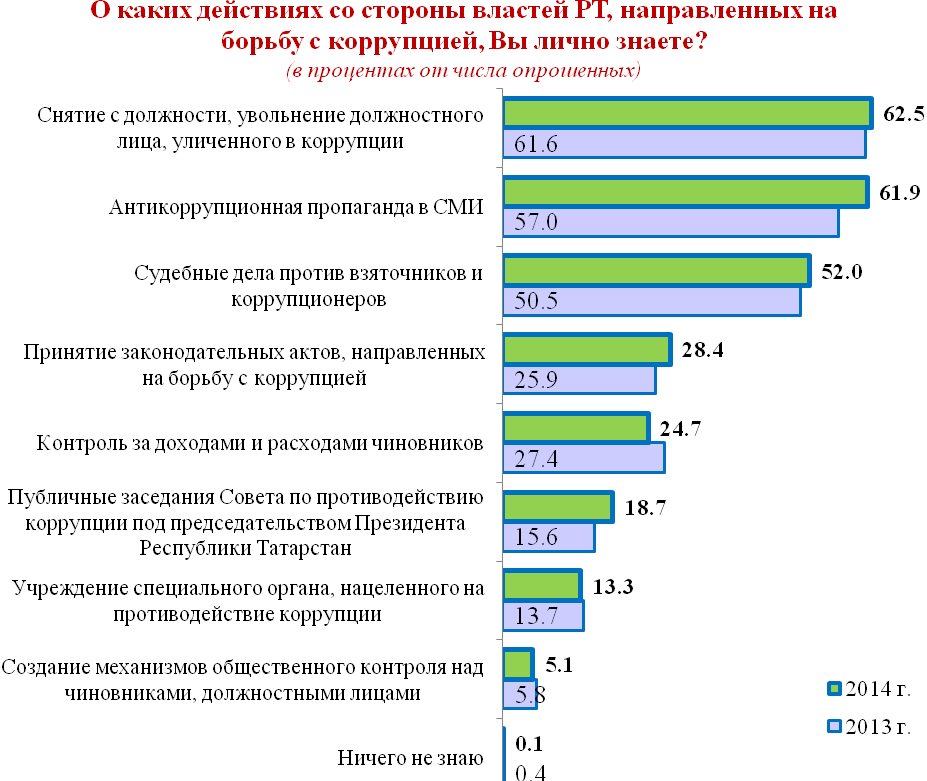 О каких действиях со стороны властей РТ, направленных на
борьбу с коррупцией, Вы лично знаете?
(в процентах от числа опрошенных)
Снятие с должности, увольнение должностного
лица, уличенного в коррупции
62.5
61.6
Антикоррупционная пропаганда в СМИ
61.9
57.0
Судебные дела против взяточников и
коррупционеров
52.0
50.5
Принятие законодательных актов, направленных
на борьбу с коррупцией
28.4
25.9
Контроль за доходами и расходами чиновников
24.7
27.4
Публичные заседания Совета по противодействию
коррупции под председательством Президента
Республики Татарстан
18.7
15.6
Учреждение специального органа, нацеленного на
противодействие коррупции
13.3
13.7
Создание механизмов общественного контроля над
чиновниками, должностными лицами
5.1
5.8
Ничего не знаю
0.1
0.4
2014 г.
2013 г.